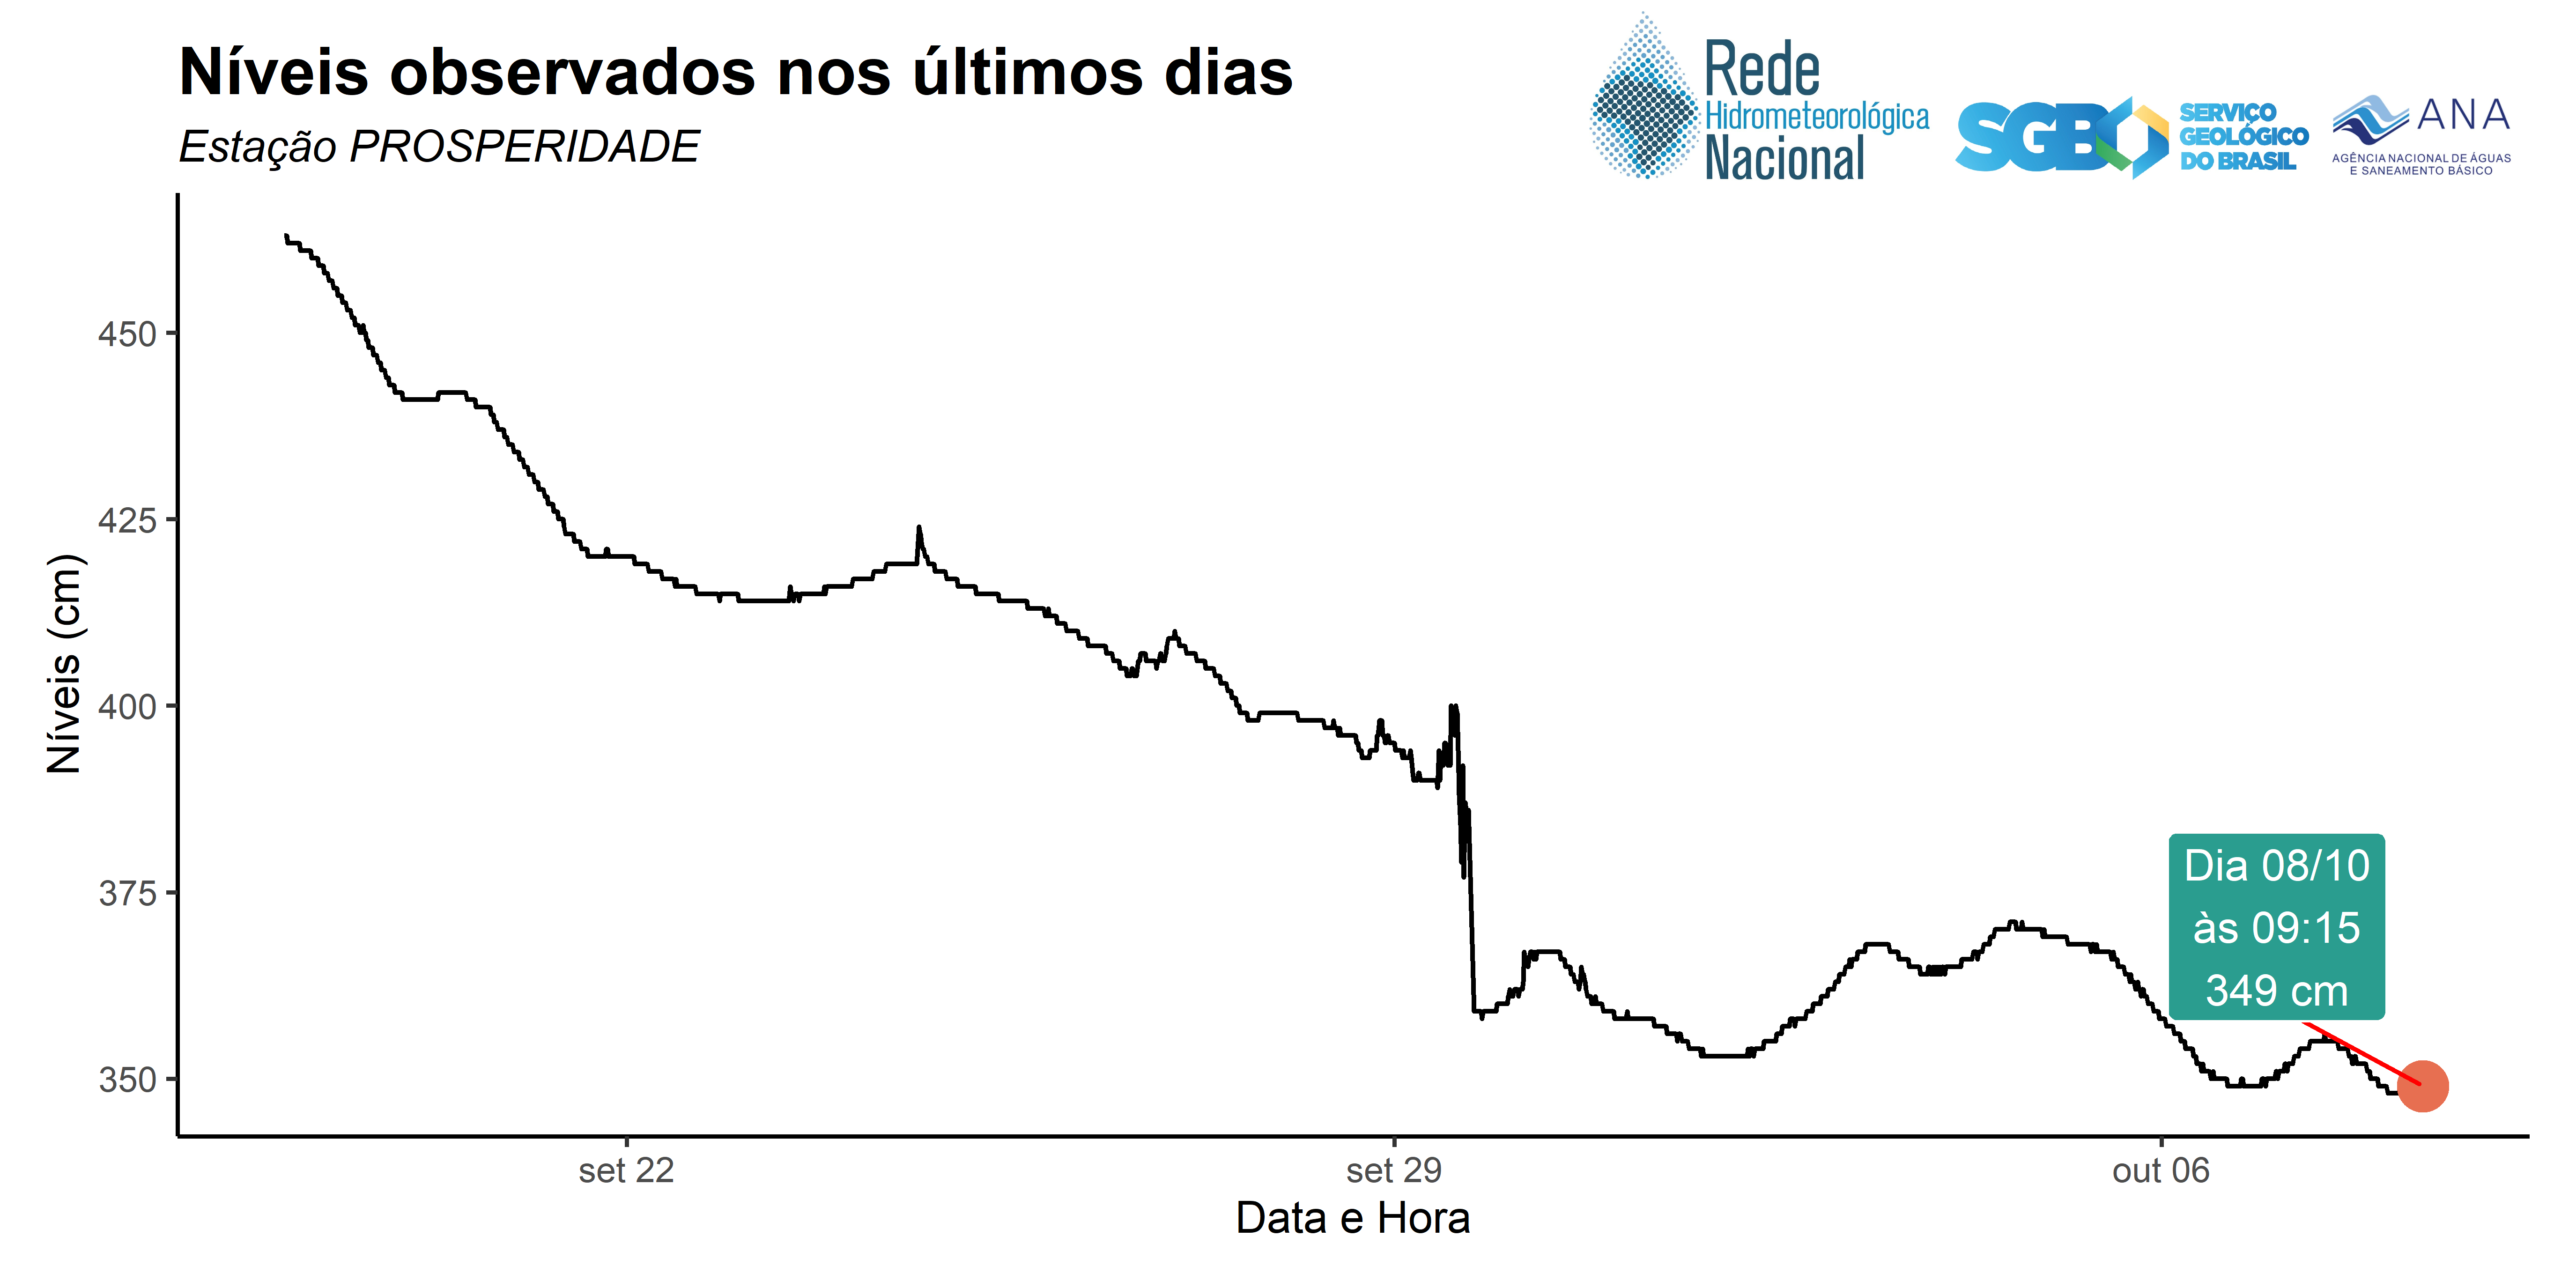 Níveis observados nos últimos dias
Estação PROSPERIDADE
Rede
Hidrometeorológica
Nacional
SGB
SERVIÇO
GEOLÓGICO
DO BRASIL
ANA
AGÊNCIA NACIONAL DE ÁGUAS
E SANEAMENTO BÁSICO
Níveis (cm)
450
425
400
375
350
Dia 08/10
às 09:15
349 cm
set 22
set 29
out 06
Data e Hora